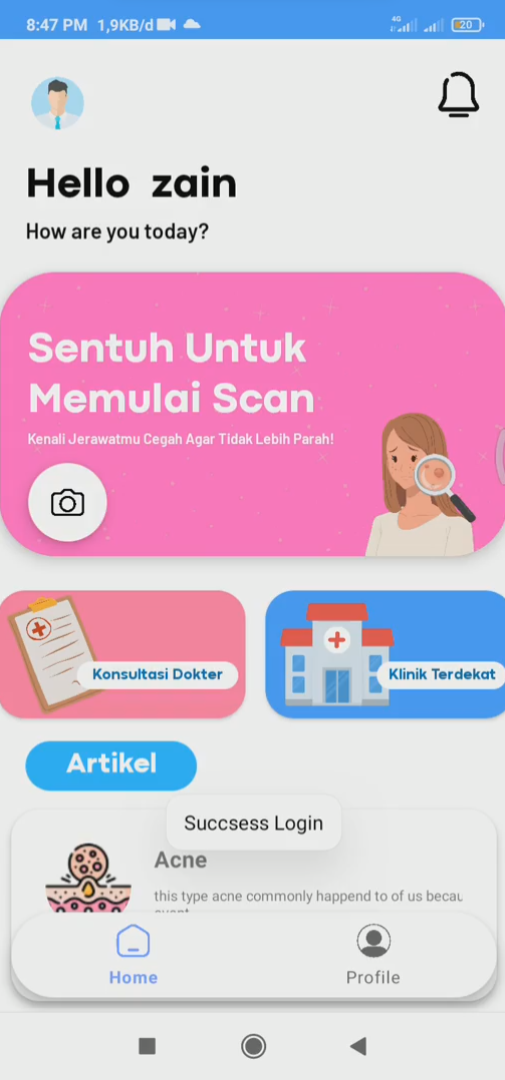 8:47 PM 1,9KB/d
4G
20
Hello zain
How are you today?
Sentuh Untuk
Memulai Scan
Kenali Jerawatmu Cegah Agar Tidak Lebih Parah!
Konsultasi Dokter
Klinik Terdekat
Artikel
Succsess Login
Acne
this type acne commonly happend to of us becau
Home
Profile